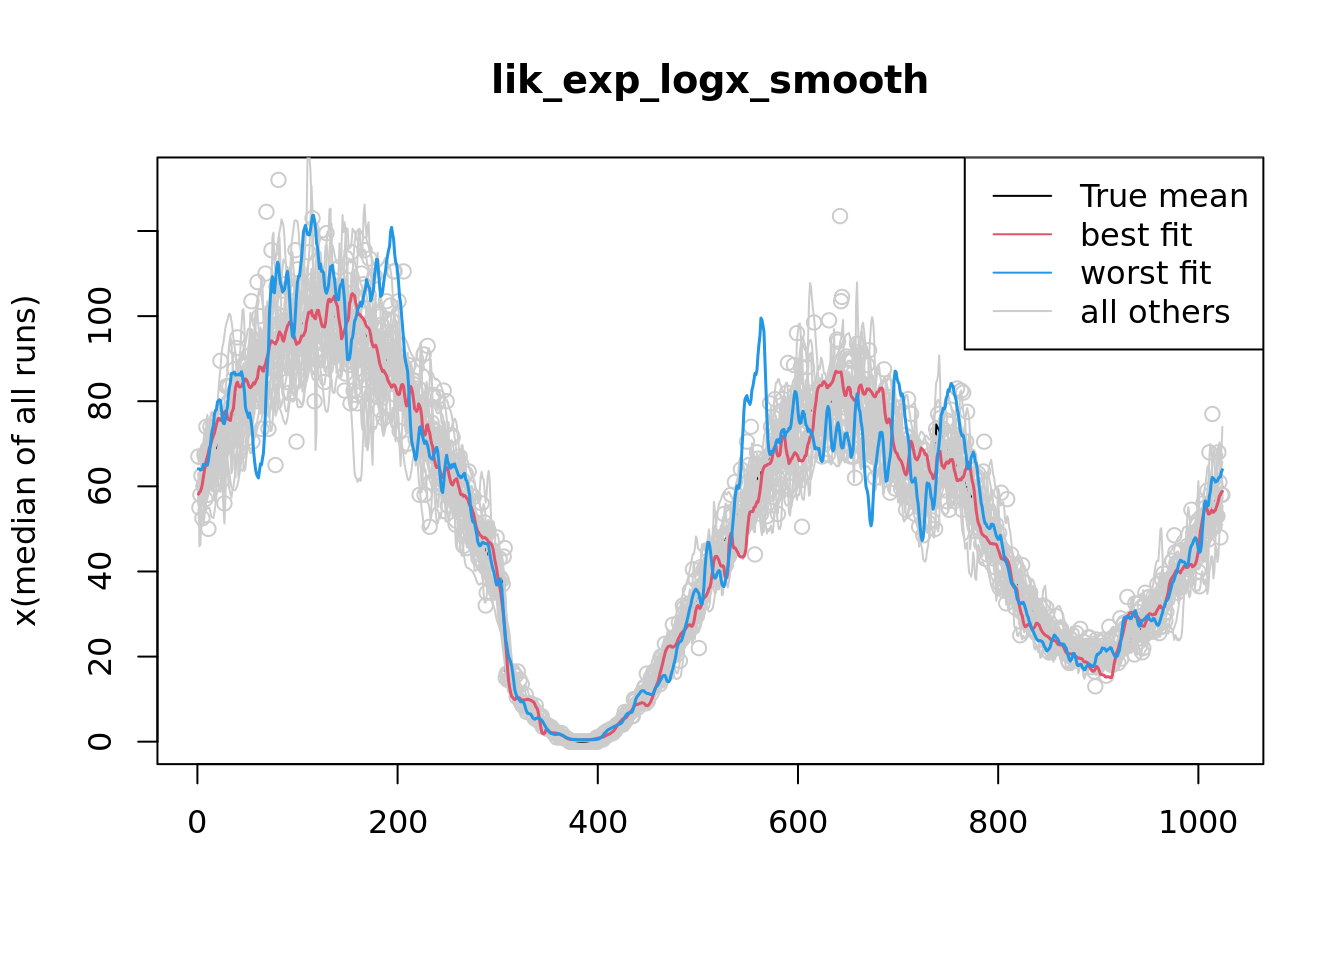 lik_exp_logx_smooth
x(median of all runs)
100
80
60
40
20
0
True mean
best fit
worst fit
all others
0 200 400 600 800 1000